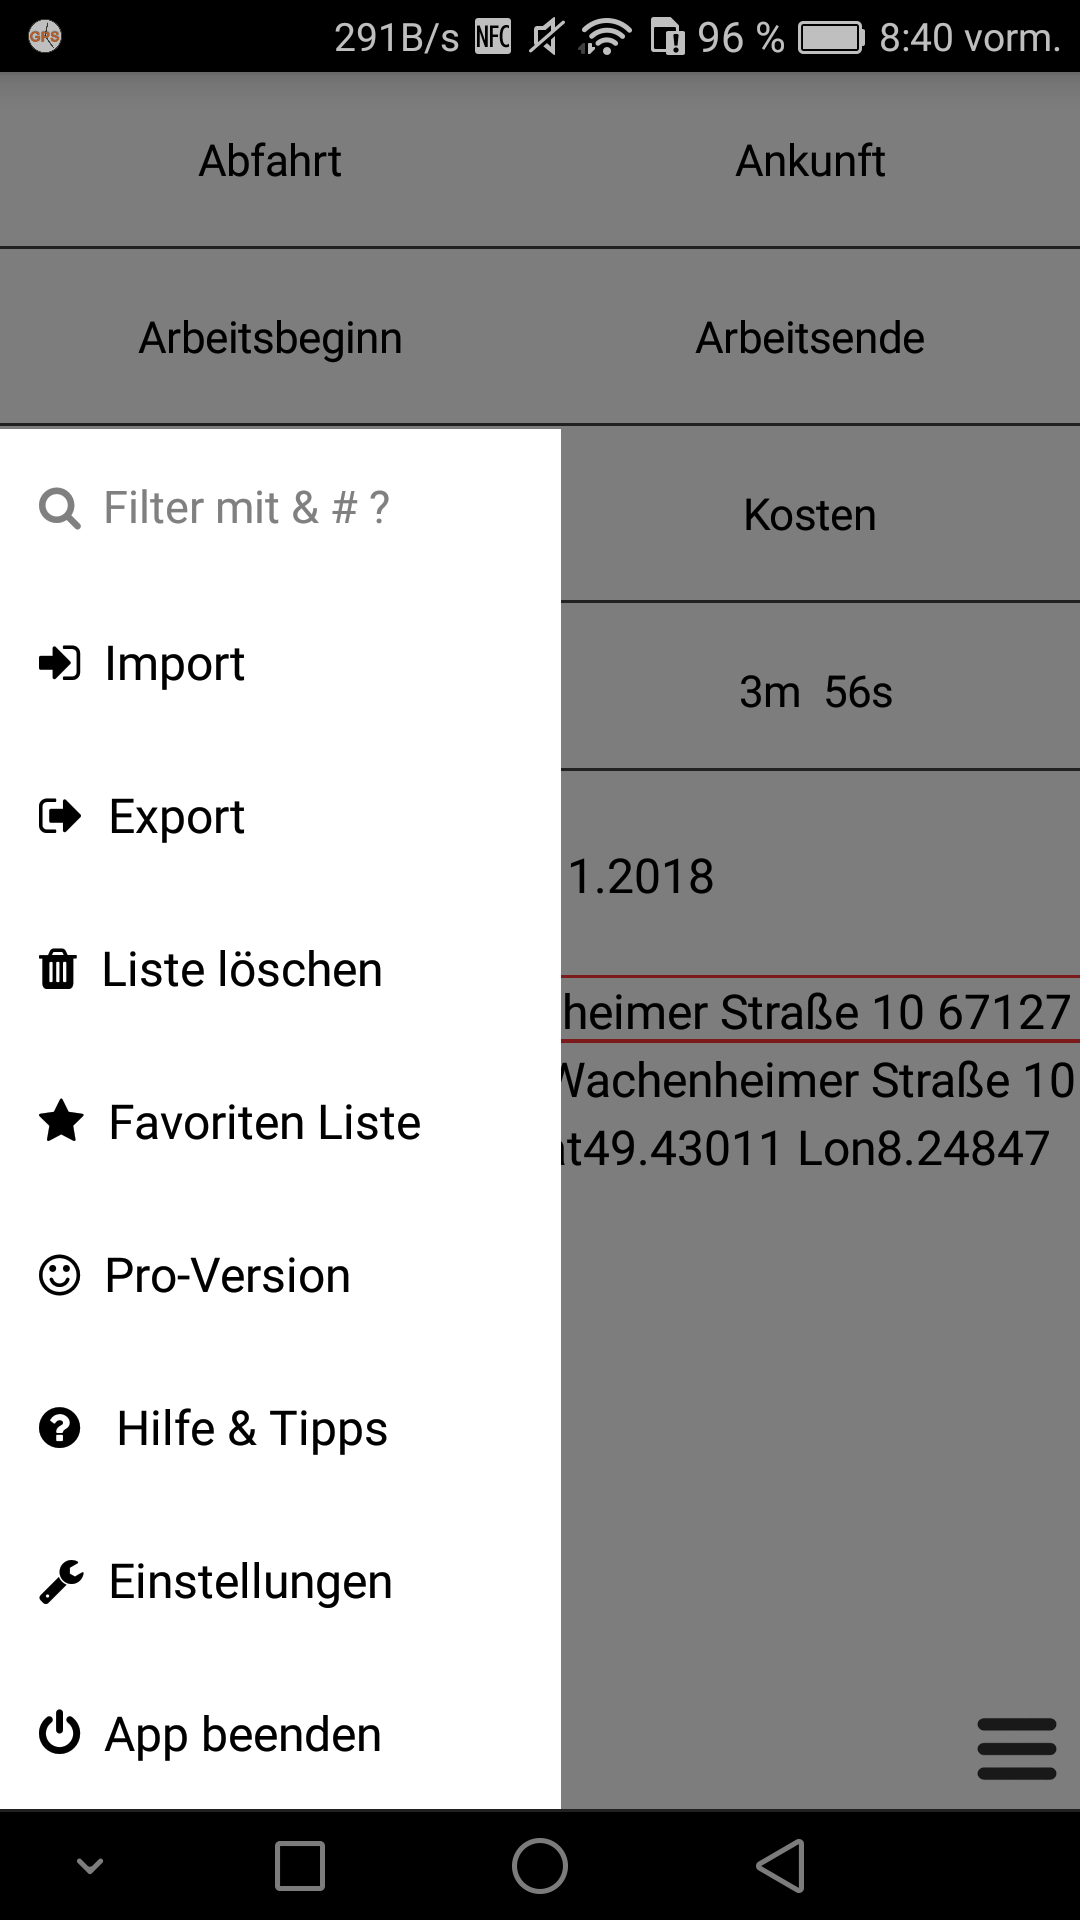 GPS 291B/s NFC 96 % 8:40 vorm.
Abfahrt Ankunft
Arbeitsbeginn Arbeitsende
Kosten
Filter mit & # ?
Import
3m 56s
Export
1.2018
Liste löschen
heimer Straße 10 67127
Wachenheimer Straße 10
Favoriten Liste
t49.43011 Lon8.24847
Pro-Version
Hilfe & Tipps
Einstellungen
App beenden